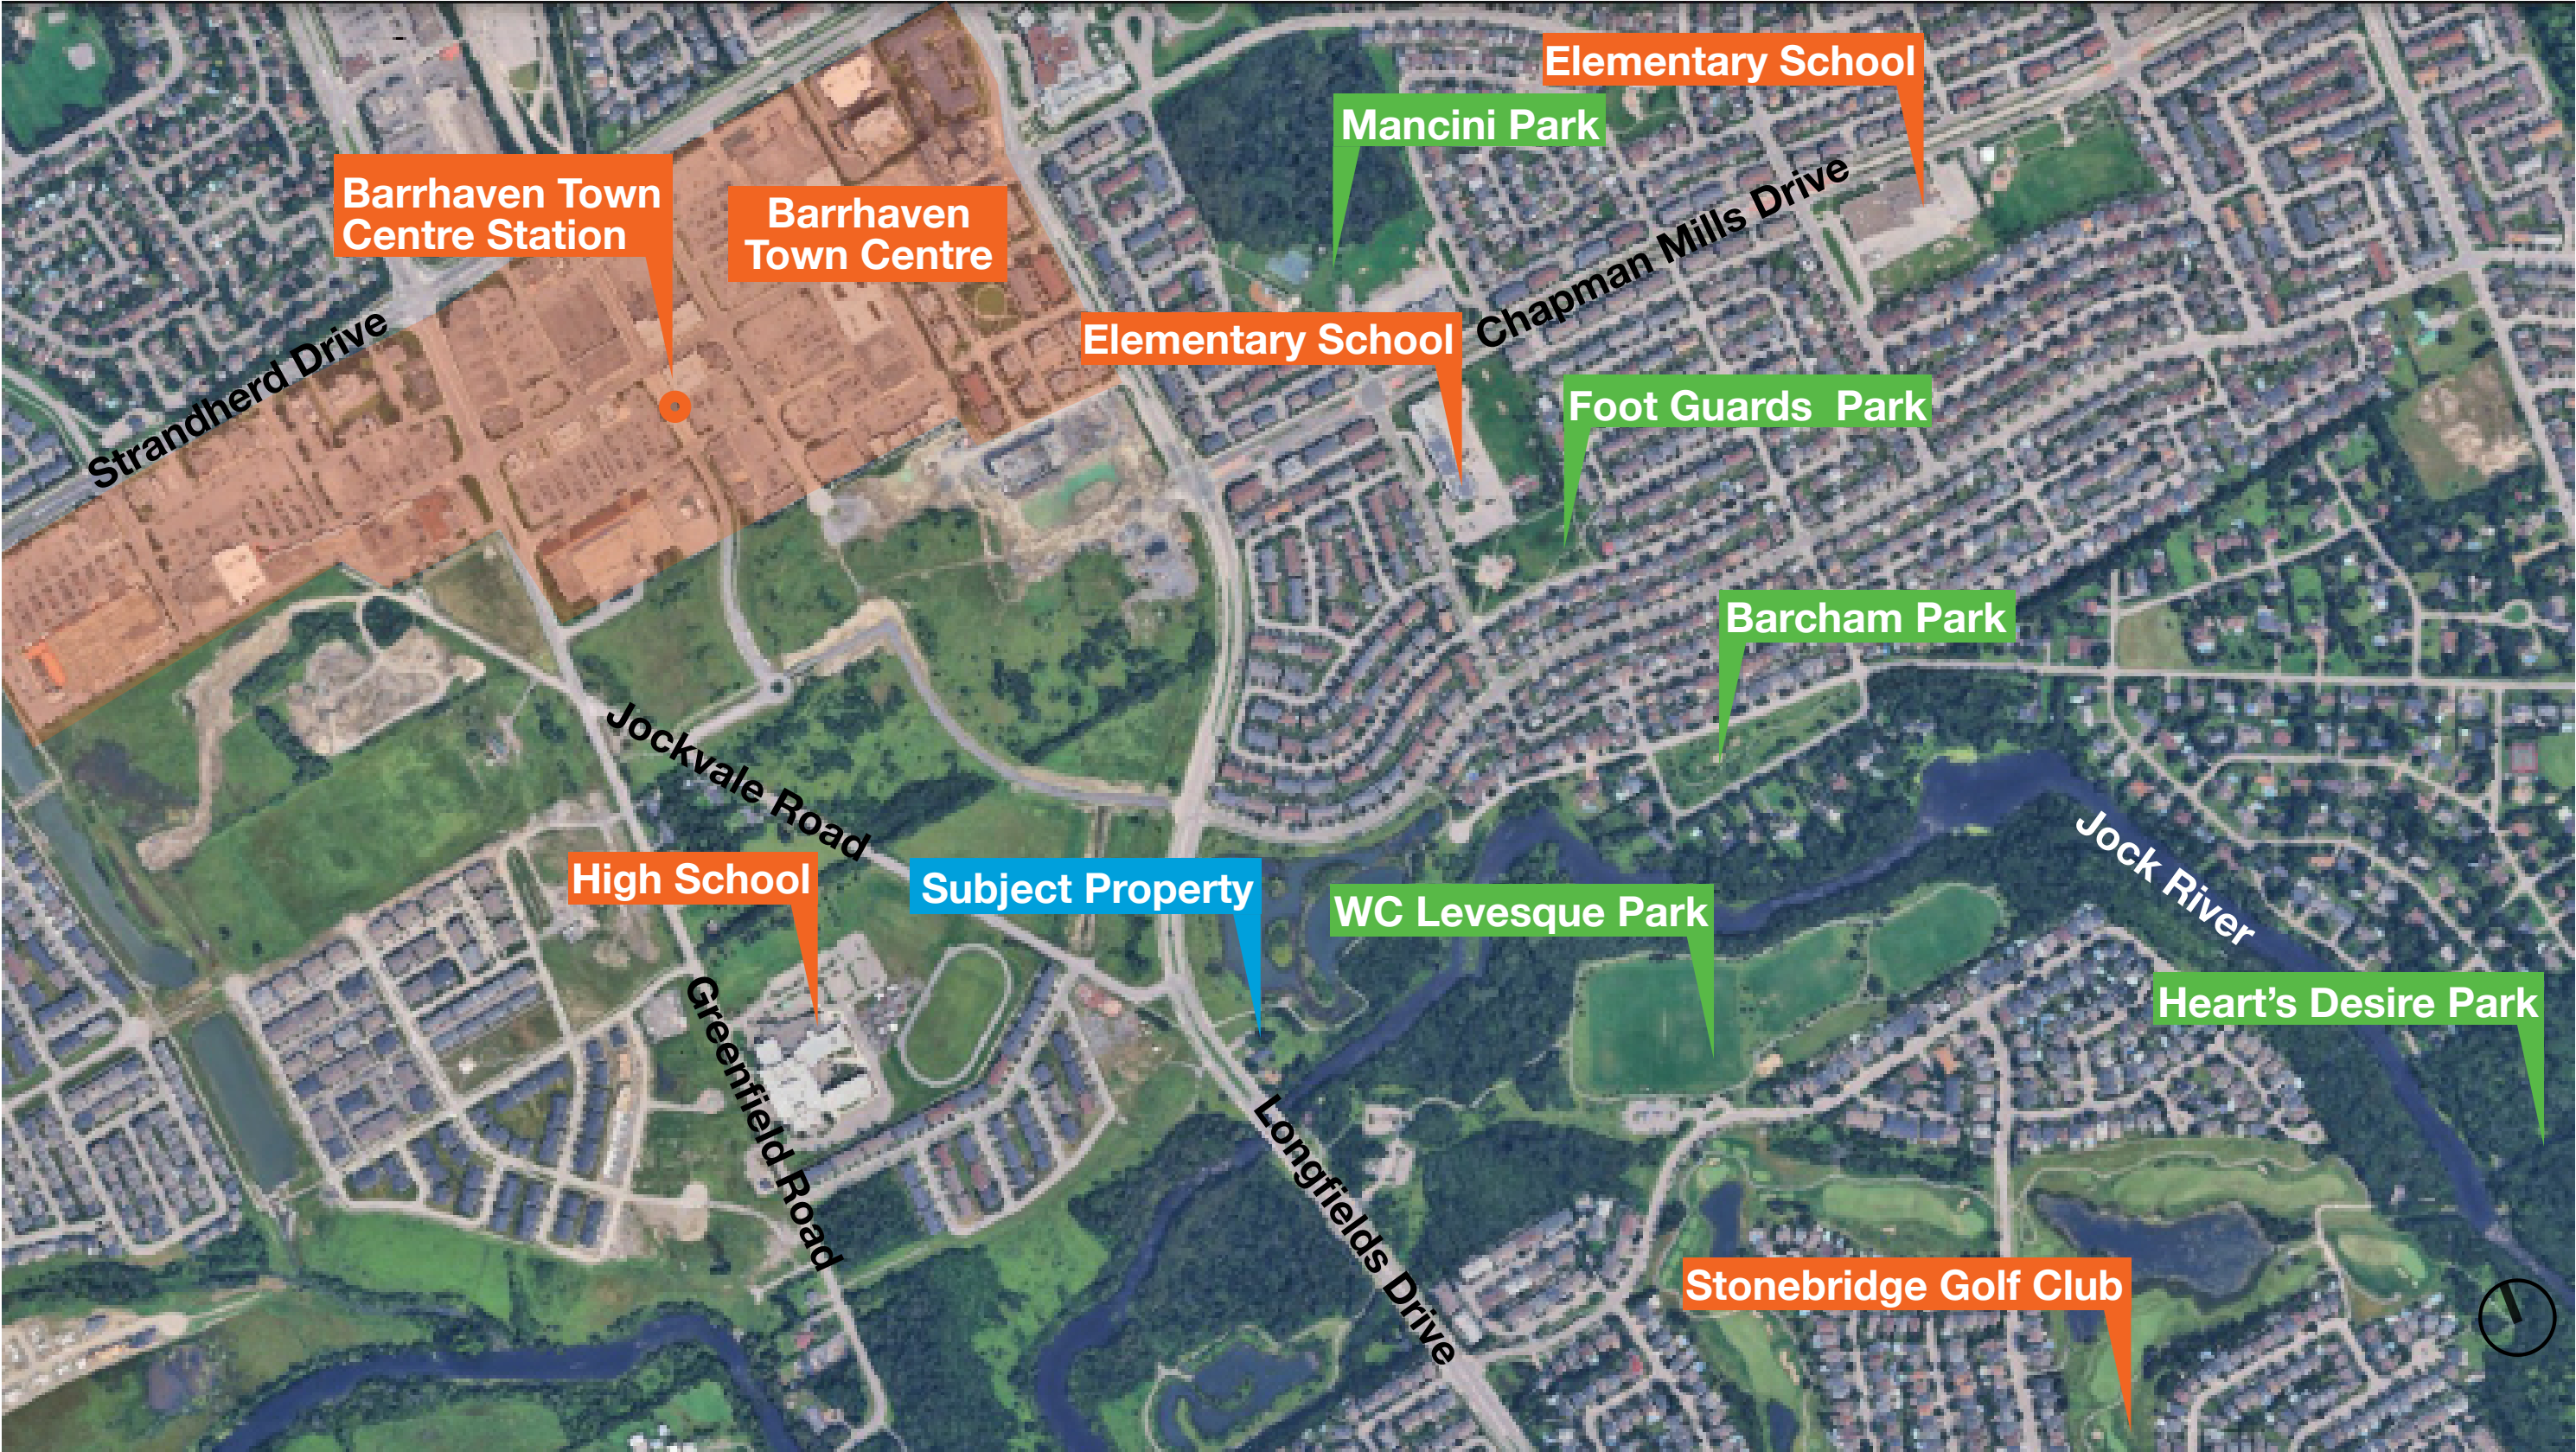 Elementary School
Mancini Park
Barrhaven Town
Centre Station
Barrhaven
Town Centre
Chapman Mills Drive
Strandherd Drive
Elementary School
Foot Guards  Park
Barcham Park
Jockvale Road
Jock River
High School
Subject Property
WC Levesque Park
Heart’s Desire Park
Greenfield Road
Longfields Drive
Stonebridge Golf Club